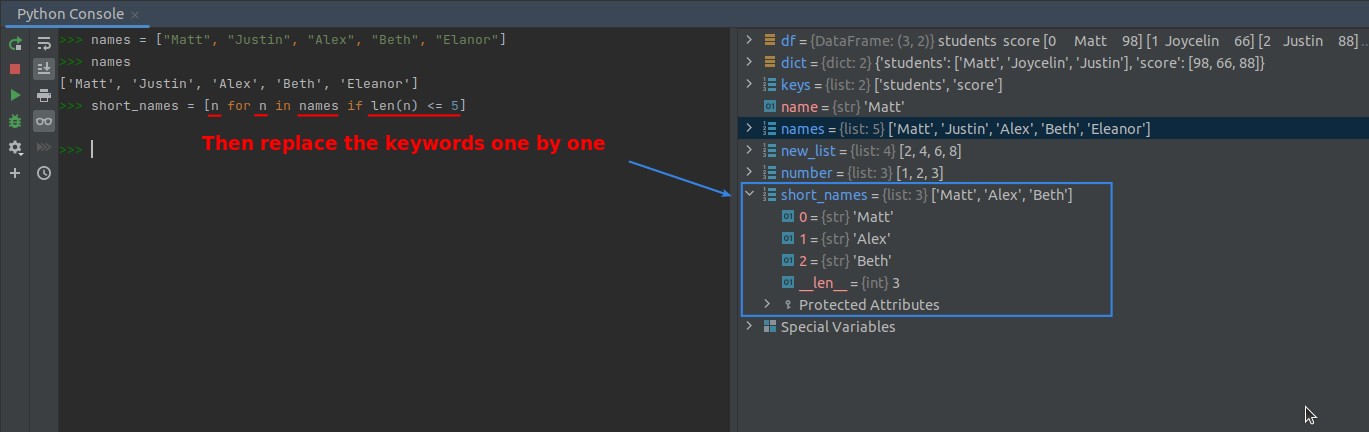 Python Console ×
>>> names = ["Matt", "Justin", "Alex", "Beth", "Elanor"]
>>> names
['Matt', 'Justin', 'Alex', 'Beth', 'Eleanor']
>>> short_names = [n for n in names if len(n) <= 5]
Then replace the keywords one by one
>>>
df = {DataFrame: (3, 2)} students score [0 Matt 98] [1 Joycelin 66] [2 Justin 88]...
dict = {dict: 2} {'students': ['Matt', 'Joycelin', 'Justin'], 'score': [98, 66, 88]}
keys = {list: 2} ['students', 'score']
name = {str} 'Matt'
names = {list: 5} ['Matt', 'Justin', 'Alex', 'Beth', 'Eleanor']
new_list = {list: 4} [2, 4, 6, 8]
number = {list: 3} [1, 2, 3]
short_names = {list: 3} ['Matt', 'Alex', 'Beth']
0 = {str} 'Matt'
1 = {str} 'Alex'
2 = {str} 'Beth'
__len__ = {int} 3
Protected Attributes
Special Variables